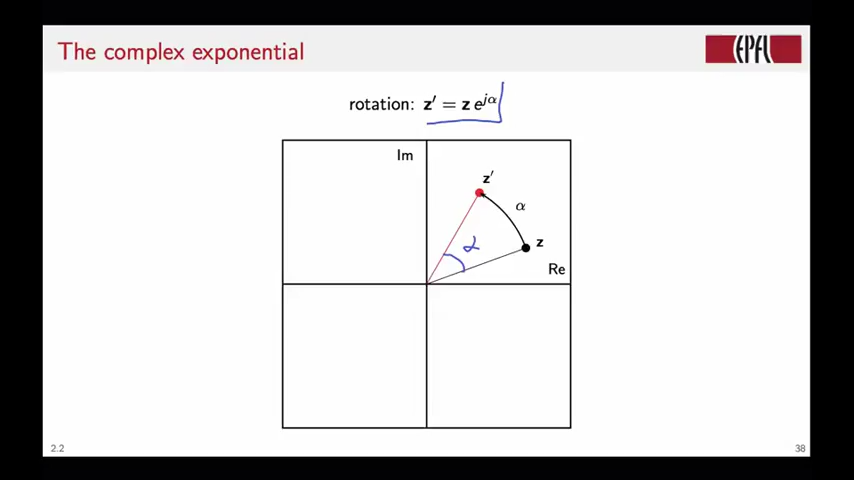 The complex exponential
EPFL
rotation: z′ = z e^{jα}
Im
z′
α
z
α
Re
2.2
38